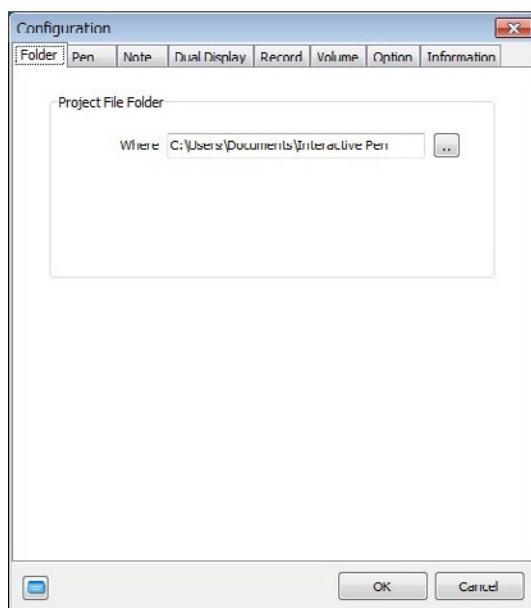 Configuration
Folder Pen Note Dual Display Record Volume Option Information
Project File Folder
Where C:\Users\Documents\Interactive Pen ..
OK Cancel